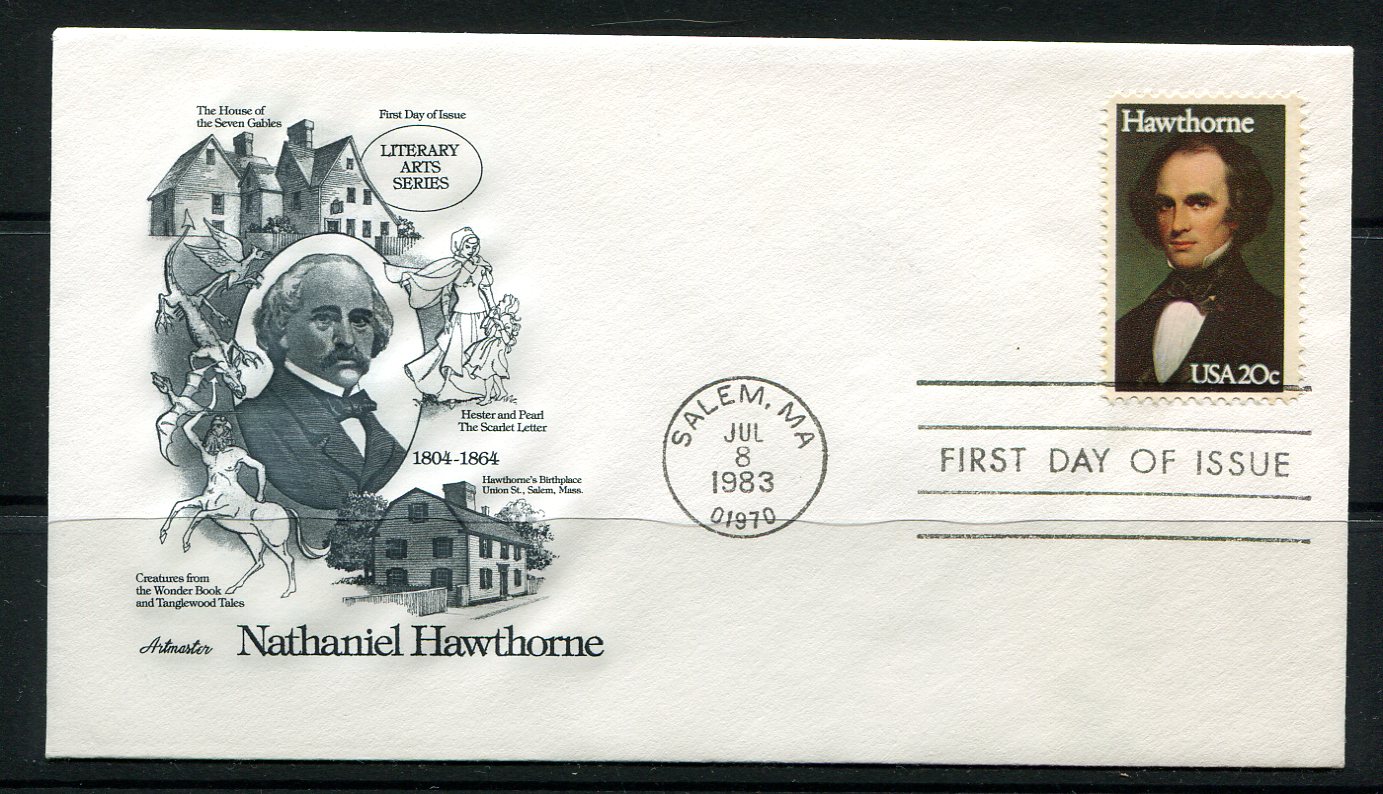 The House of
the Seven Gables
First Day of Issue
LITERARY
ARTS
SERIES
Hester and Pearl
The Scarlet Letter
1804-1864
Hawthorne's Birthplace
Union St., Salem, Mass.
Creatures from
the Wonder Book
and Tanglewood Tales
Artmaster
Nathaniel Hawthorne
SALEM, MA
JUL
8
1983
01970
Hawthorne
USA 20c
FIRST DAY OF ISSUE